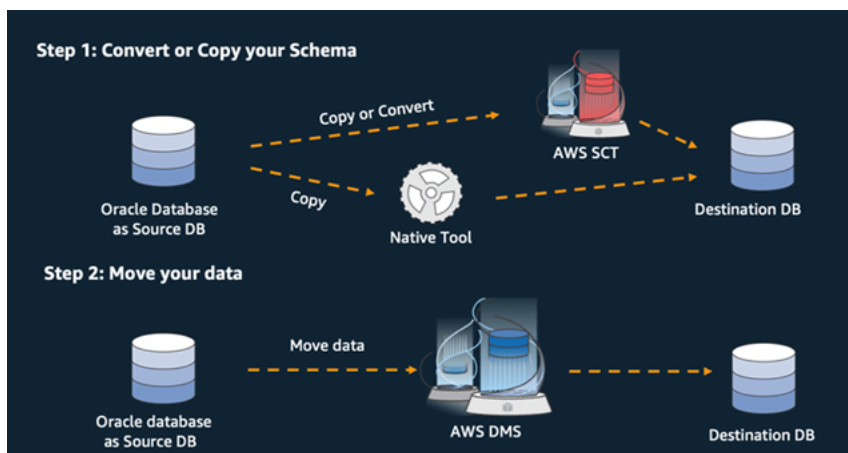 Step 1: Convert or Copy your Schema
Copy or Convert
AWS SCT
Oracle Database
as Source DB
Copy
Native Tool
Destination DB
Step 2: Move your data
Move data
Oracle database
as Source DB
AWS DMS
Destination DB